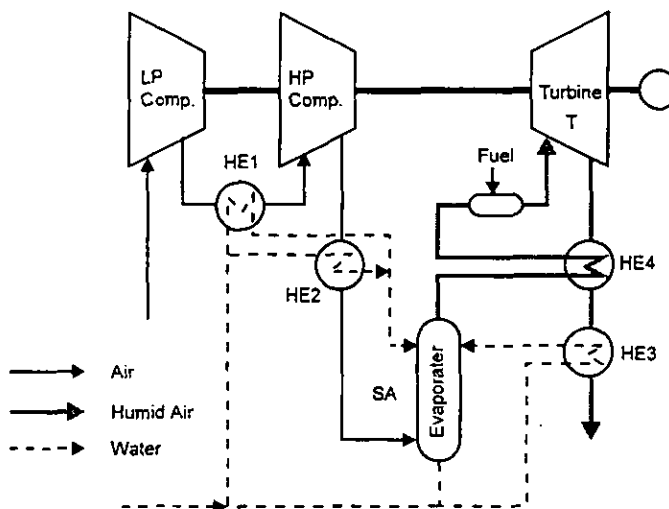 LP
Comp.
HP
Comp.
Turbine
T
HE1
Fuel
HE2
HE4
HE3
SA
Evaporater
Air
Humid Air
Water